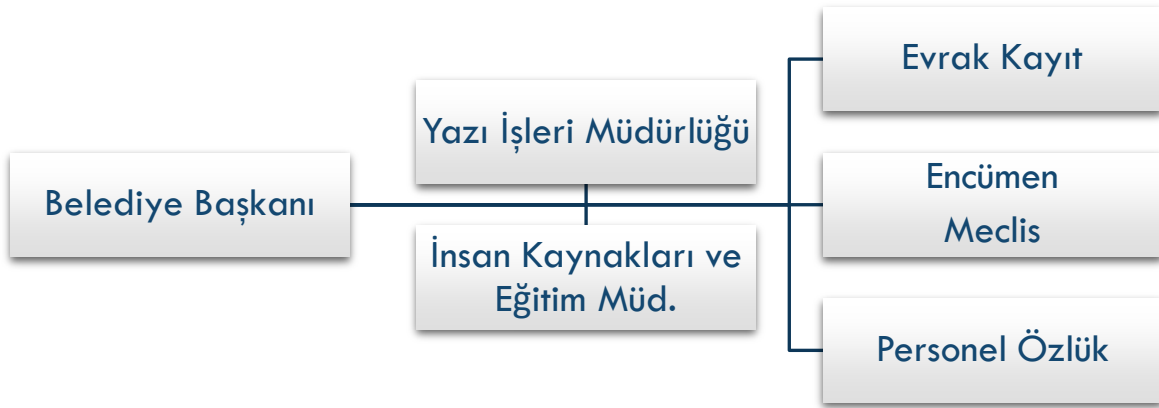 Belediye Başkanı
Yazı İşleri Müdürlüğü
İnsan Kaynakları ve
Eğitim Müd.
Evrak Kayıt
Encümen
Meclis
Personel Özlük